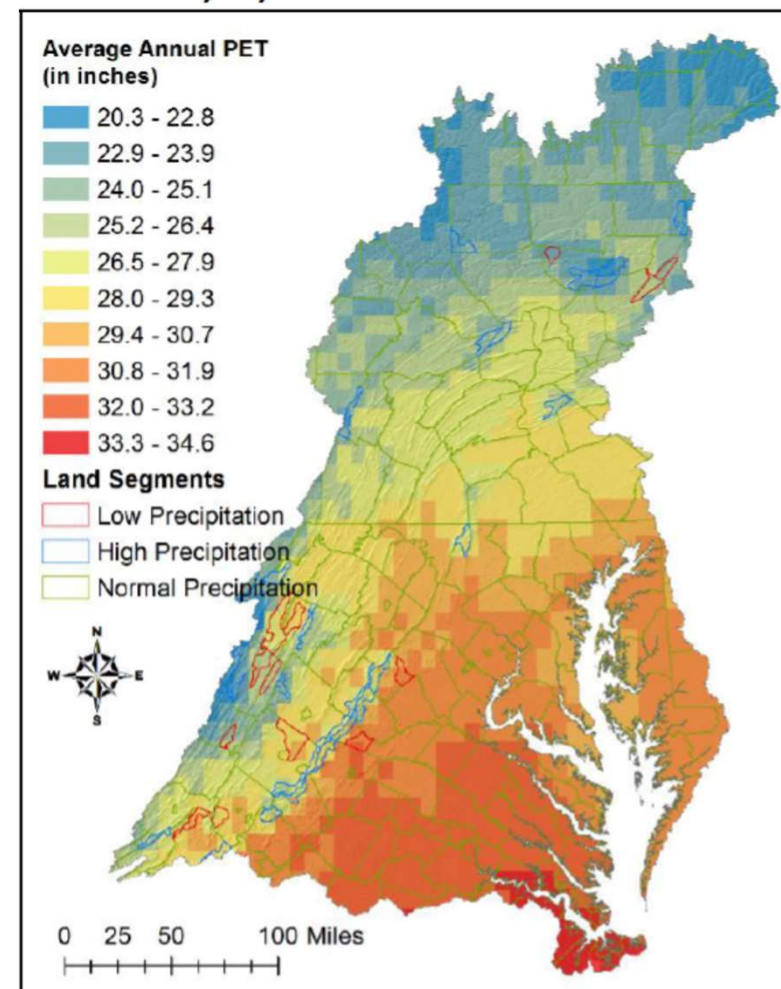 Average Annual PET
(in inches)
20.3 - 22.8
22.9 - 23.9
24.0 - 25.1
25.2 - 26.4
26.5 - 27.9
28.0 - 29.3
29.4 - 30.7
30.8 - 31.9
32.0 - 33.2
33.3 - 34.6
Land Segments
Low Precipitation
High Precipitation
Normal Precipitation
N
W E
S
0 25 50 100 Miles